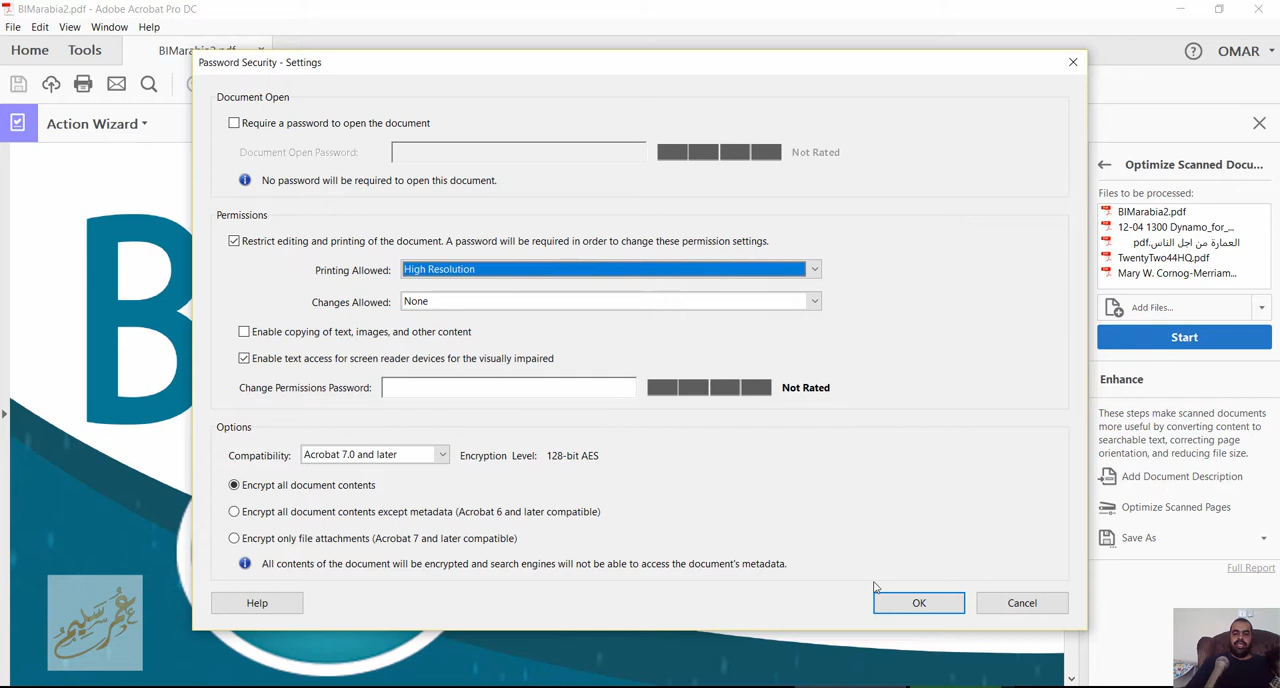 BIMarabia2.pdf - Adobe Acrobat Pro DC
File Edit View Window Help
Home Tools BIMarabia2.pdf
OMAR
Action Wizard
Password Security - Settings
Document Open
Require a password to open the document
Document Open Password: Not Rated
No password will be required to open this document.
Permissions
Restrict editing and printing of the document. A password will be required in order to change these permission settings.
Printing Allowed: High Resolution
Changes Allowed: None
Enable copying of text, images, and other content
Enable text access for screen reader devices for the visually impaired
Change Permissions Password: Not Rated
Options
Compatibility: Acrobat 7.0 and later Encryption Level: 128-bit AES
Encrypt all document contents
Encrypt all document contents except metadata (Acrobat 6 and later compatible)
Encrypt only file attachments (Acrobat 7 and later compatible)
All contents of the document will be encrypted and search engines will not be able to access the document's metadata.
Help OK Cancel
Optimize Scanned Docu...
Files to be processed:
BIMarabia2.pdf
12-04 1300 Dynamo_for_...
العمارة من اجل الناس.pdf
TwentyTwo44HQ.pdf
Mary W. Cornog-Merriam...
Add Files...
Start
Enhance
These steps make scanned documents
more useful by converting content to
searchable text, correcting page
orientation, and reducing file size.
Add Document Description
Optimize Scanned Pages
Save As
Full Report
B
عمر سليم